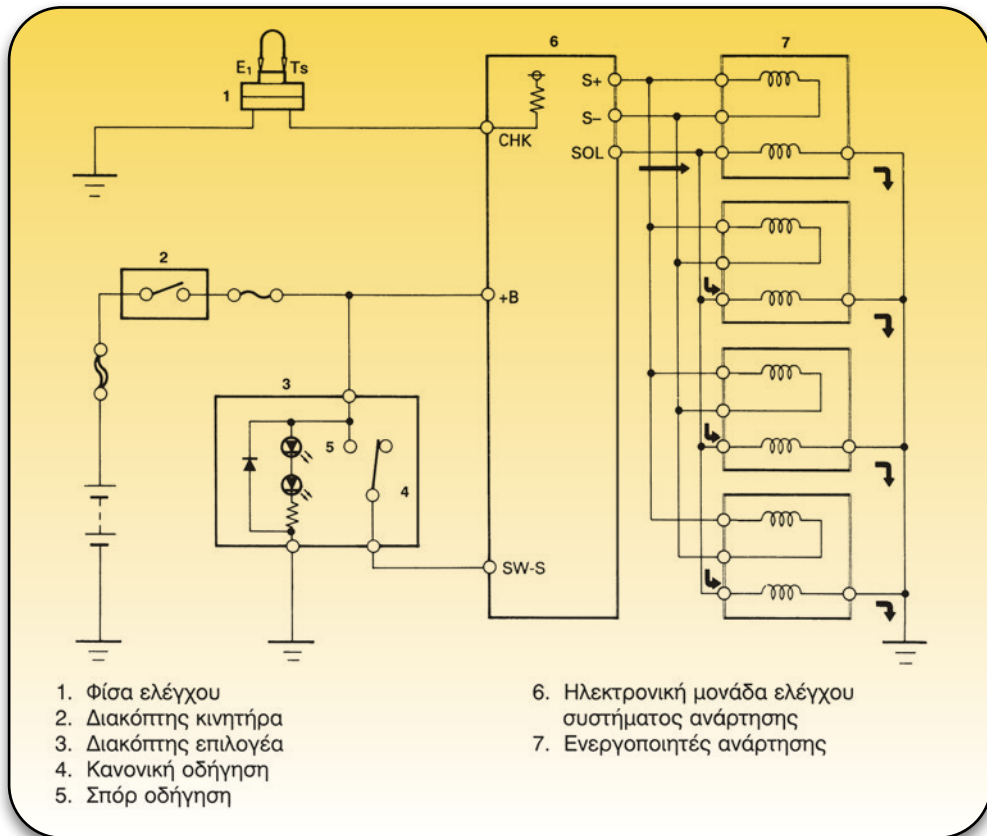 6
7
E1 Ts
1
S+
S−
CHK
SOL
2
+B
3
5
4
SW-S
1. Φίσα ελέγχου
2. Διακόπτης κινητήρα
3. Διακόπτης επιλογέα
4. Κανονική οδήγηση
5. Σπόρ οδήγηση
6. Ηλεκτρονική μονάδα ελέγχου
συστήματος ανάρτησης
7. Ενεργοποιητές ανάρτησης